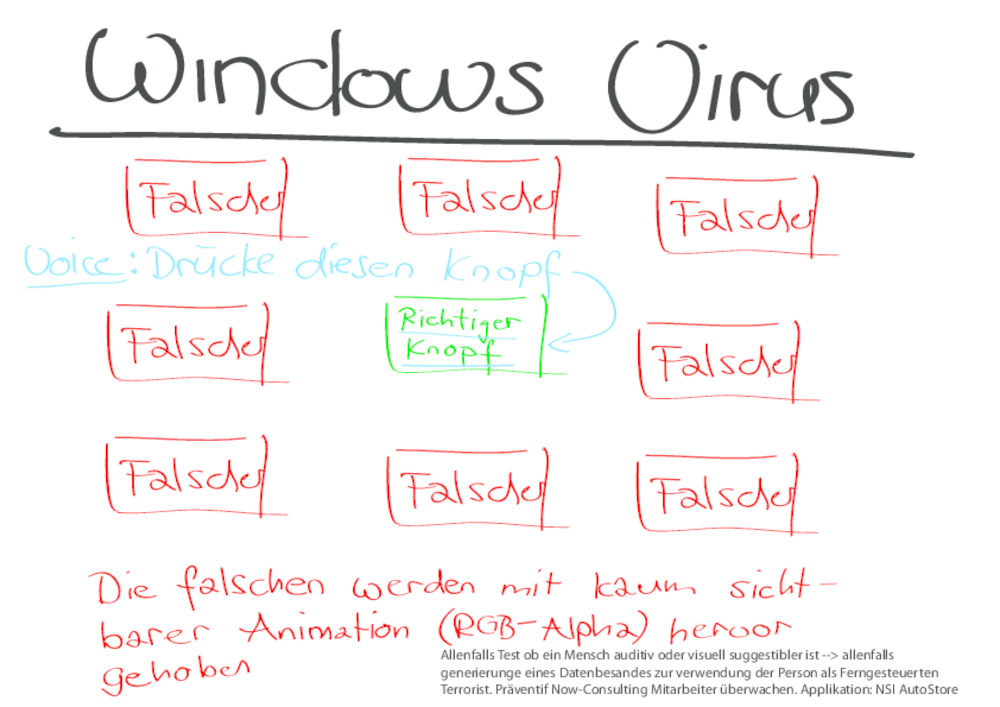 Windows Virus
Falscher Falscher Falscher
Voice: Drücke diesen Knopf
Falscher Richtiger Falscher
Knopf
Falscher Falscher Falscher
Die falschen werden mit kaum sicht-
barer Animation (RGB-Alpha) hervor
gehoben
Allenfalls Test ob ein Mensch auditiv oder visuell suggestibler ist --> allenfalls
generierunge eines Datenbesandes zur verwendung der Person als Ferngesteuerten
Terrorist. Präventif Now-Consulting Mitarbeiter überwachen. Applikation: NSI AutoStore